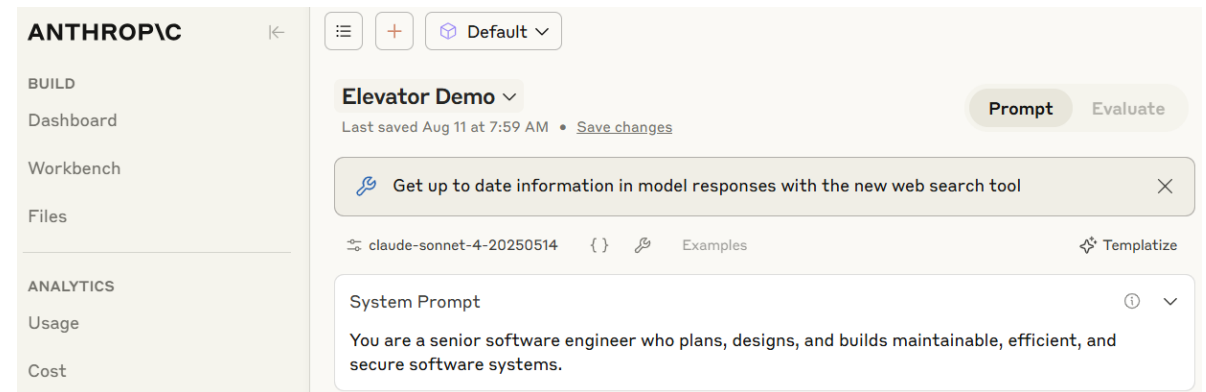 ANTHROP\C
BUILD
Dashboard
Workbench
Files
ANALYTICS
Usage
Cost
Default
Elevator Demo
Last saved Aug 11 at 7:59 AM • Save changes
Prompt Evaluate
Get up to date information in model responses with the new web search tool
claude-sonnet-4-20250514 { } Examples Templatize
System Prompt
You are a senior software engineer who plans, designs, and builds maintainable, efficient, and
secure software systems.